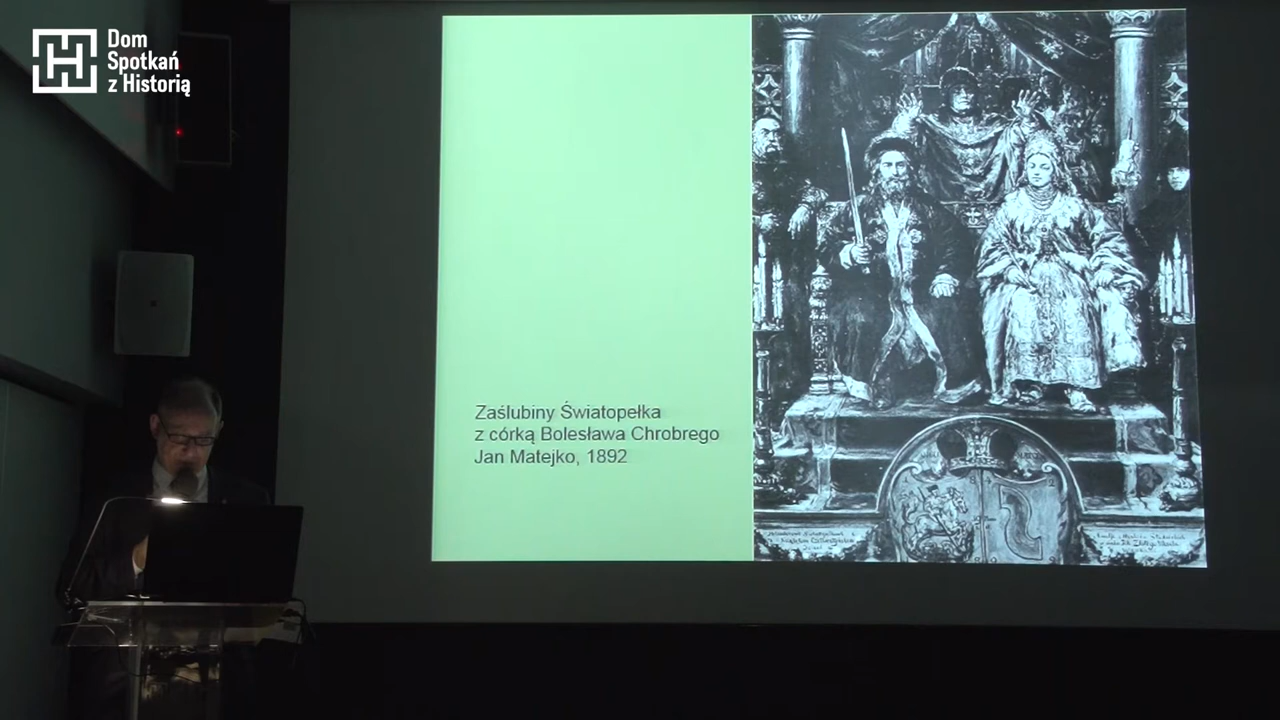 Dom
Spotkań
z Historią
Zaślubiny Światopełka
z córką Bolesława Chrobrego
Jan Matejko, 1892